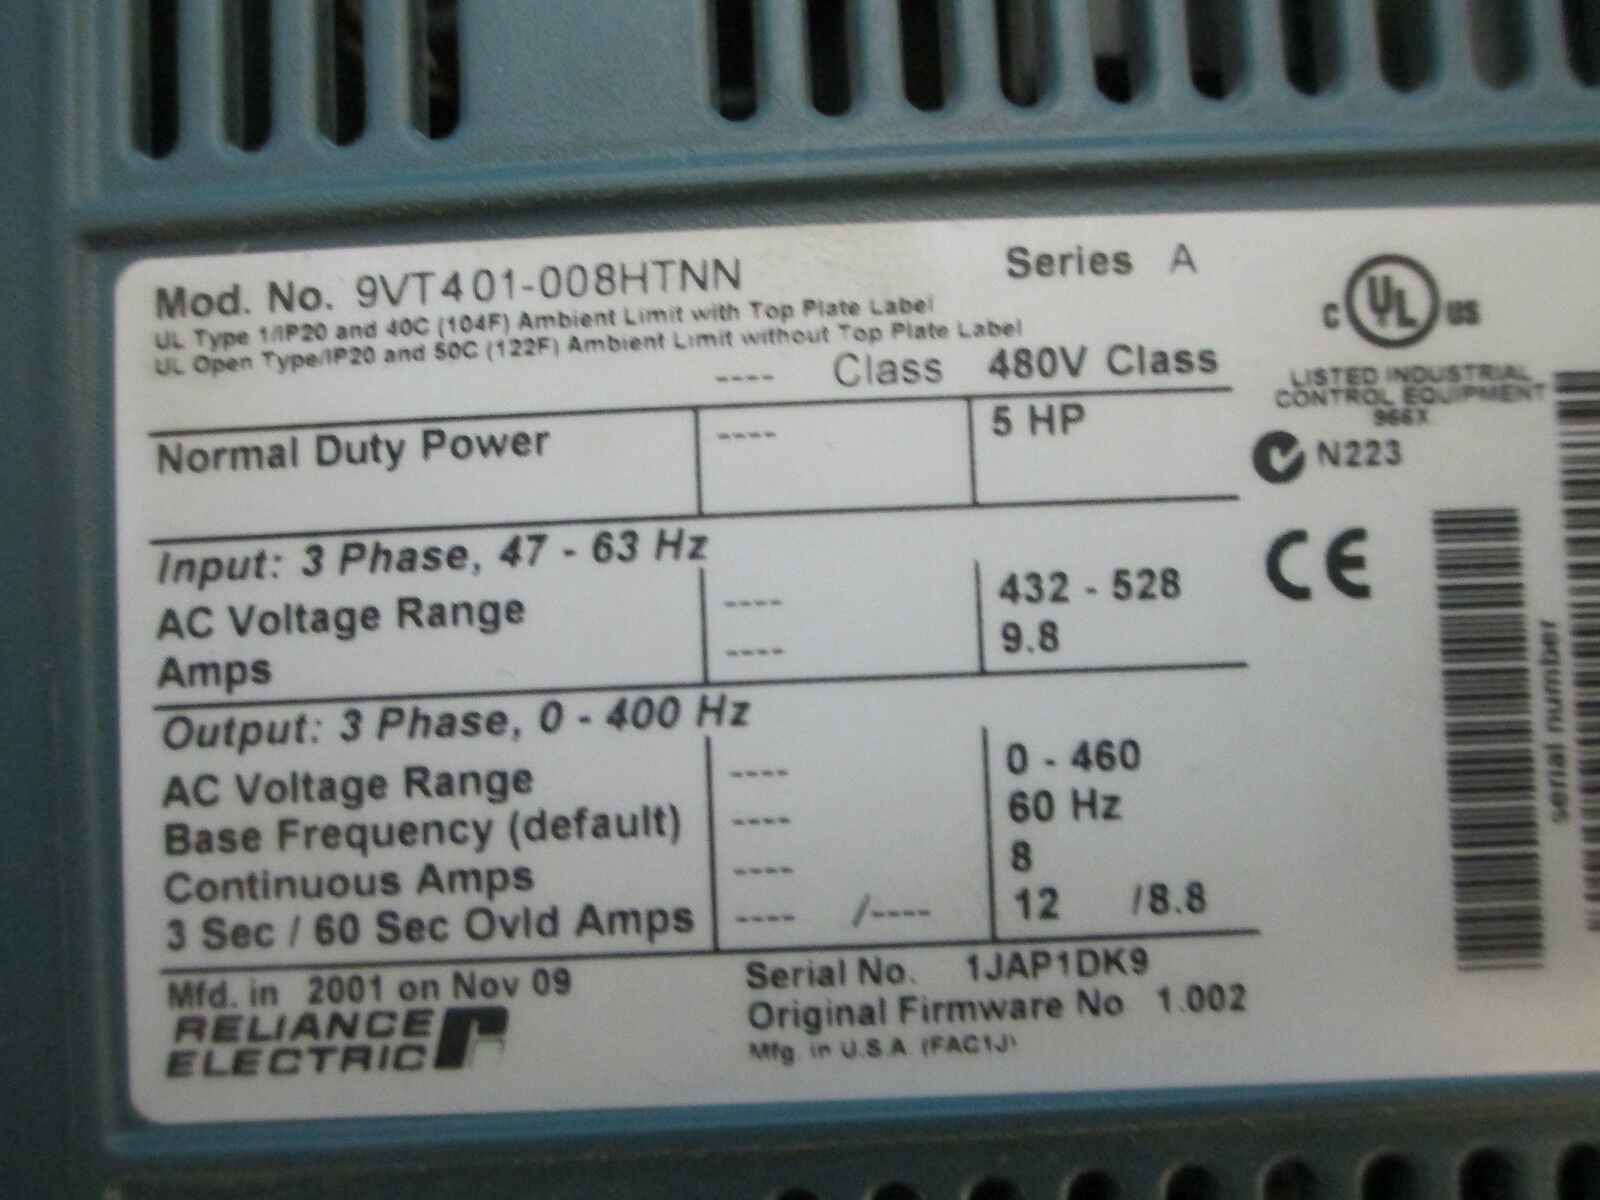 Mod. No. 9VT401-008HTNN Series A
UL Type 1/IP20 and 40C (104F) Ambient Limit with Top Plate Label
UL Open Type/IP20 and 50C (122F) Ambient Limit without Top Plate Label
---- Class 480V Class
Normal Duty Power ---- 5 HP
Input: 3 Phase, 47 - 63 Hz
AC Voltage Range ---- 432 - 528
Amps ---- 9.8
Output: 3 Phase, 0 - 400 Hz
AC Voltage Range ---- 0 - 460
Base Frequency (default) ---- 60 Hz
Continuous Amps ---- 8
3 Sec / 60 Sec Ovld Amps ---- /---- 12 /8.8
Mfd. in 2001 on Nov 09
RELIANCE
ELECTRIC
Serial No. 1JAP1DK9
Original Firmware No 1.002
Mfg. in U.S.A. (FAC1J)
C UL US
LISTED INDUSTRIAL
CONTROL EQUIPMENT
966X
N223
CE
serial number